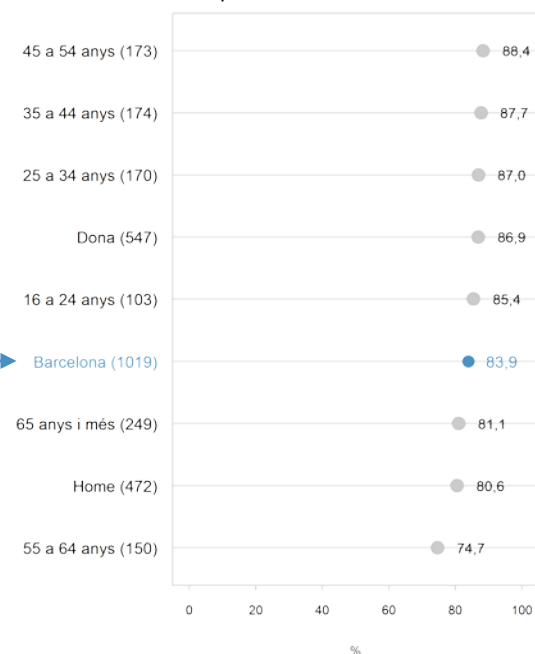 45 a 54 anys (173) 88,4
35 a 44 anys (174) 87,7
25 a 34 anys (170) 87,0
Dona (547) 86,9
16 a 24 anys (103) 85,4
Barcelona (1019) 83,9
65 anys i més (249) 81,1
Home (472) 80,6
55 a 64 anys (150) 74,7
0 20 40 60 80 100
%